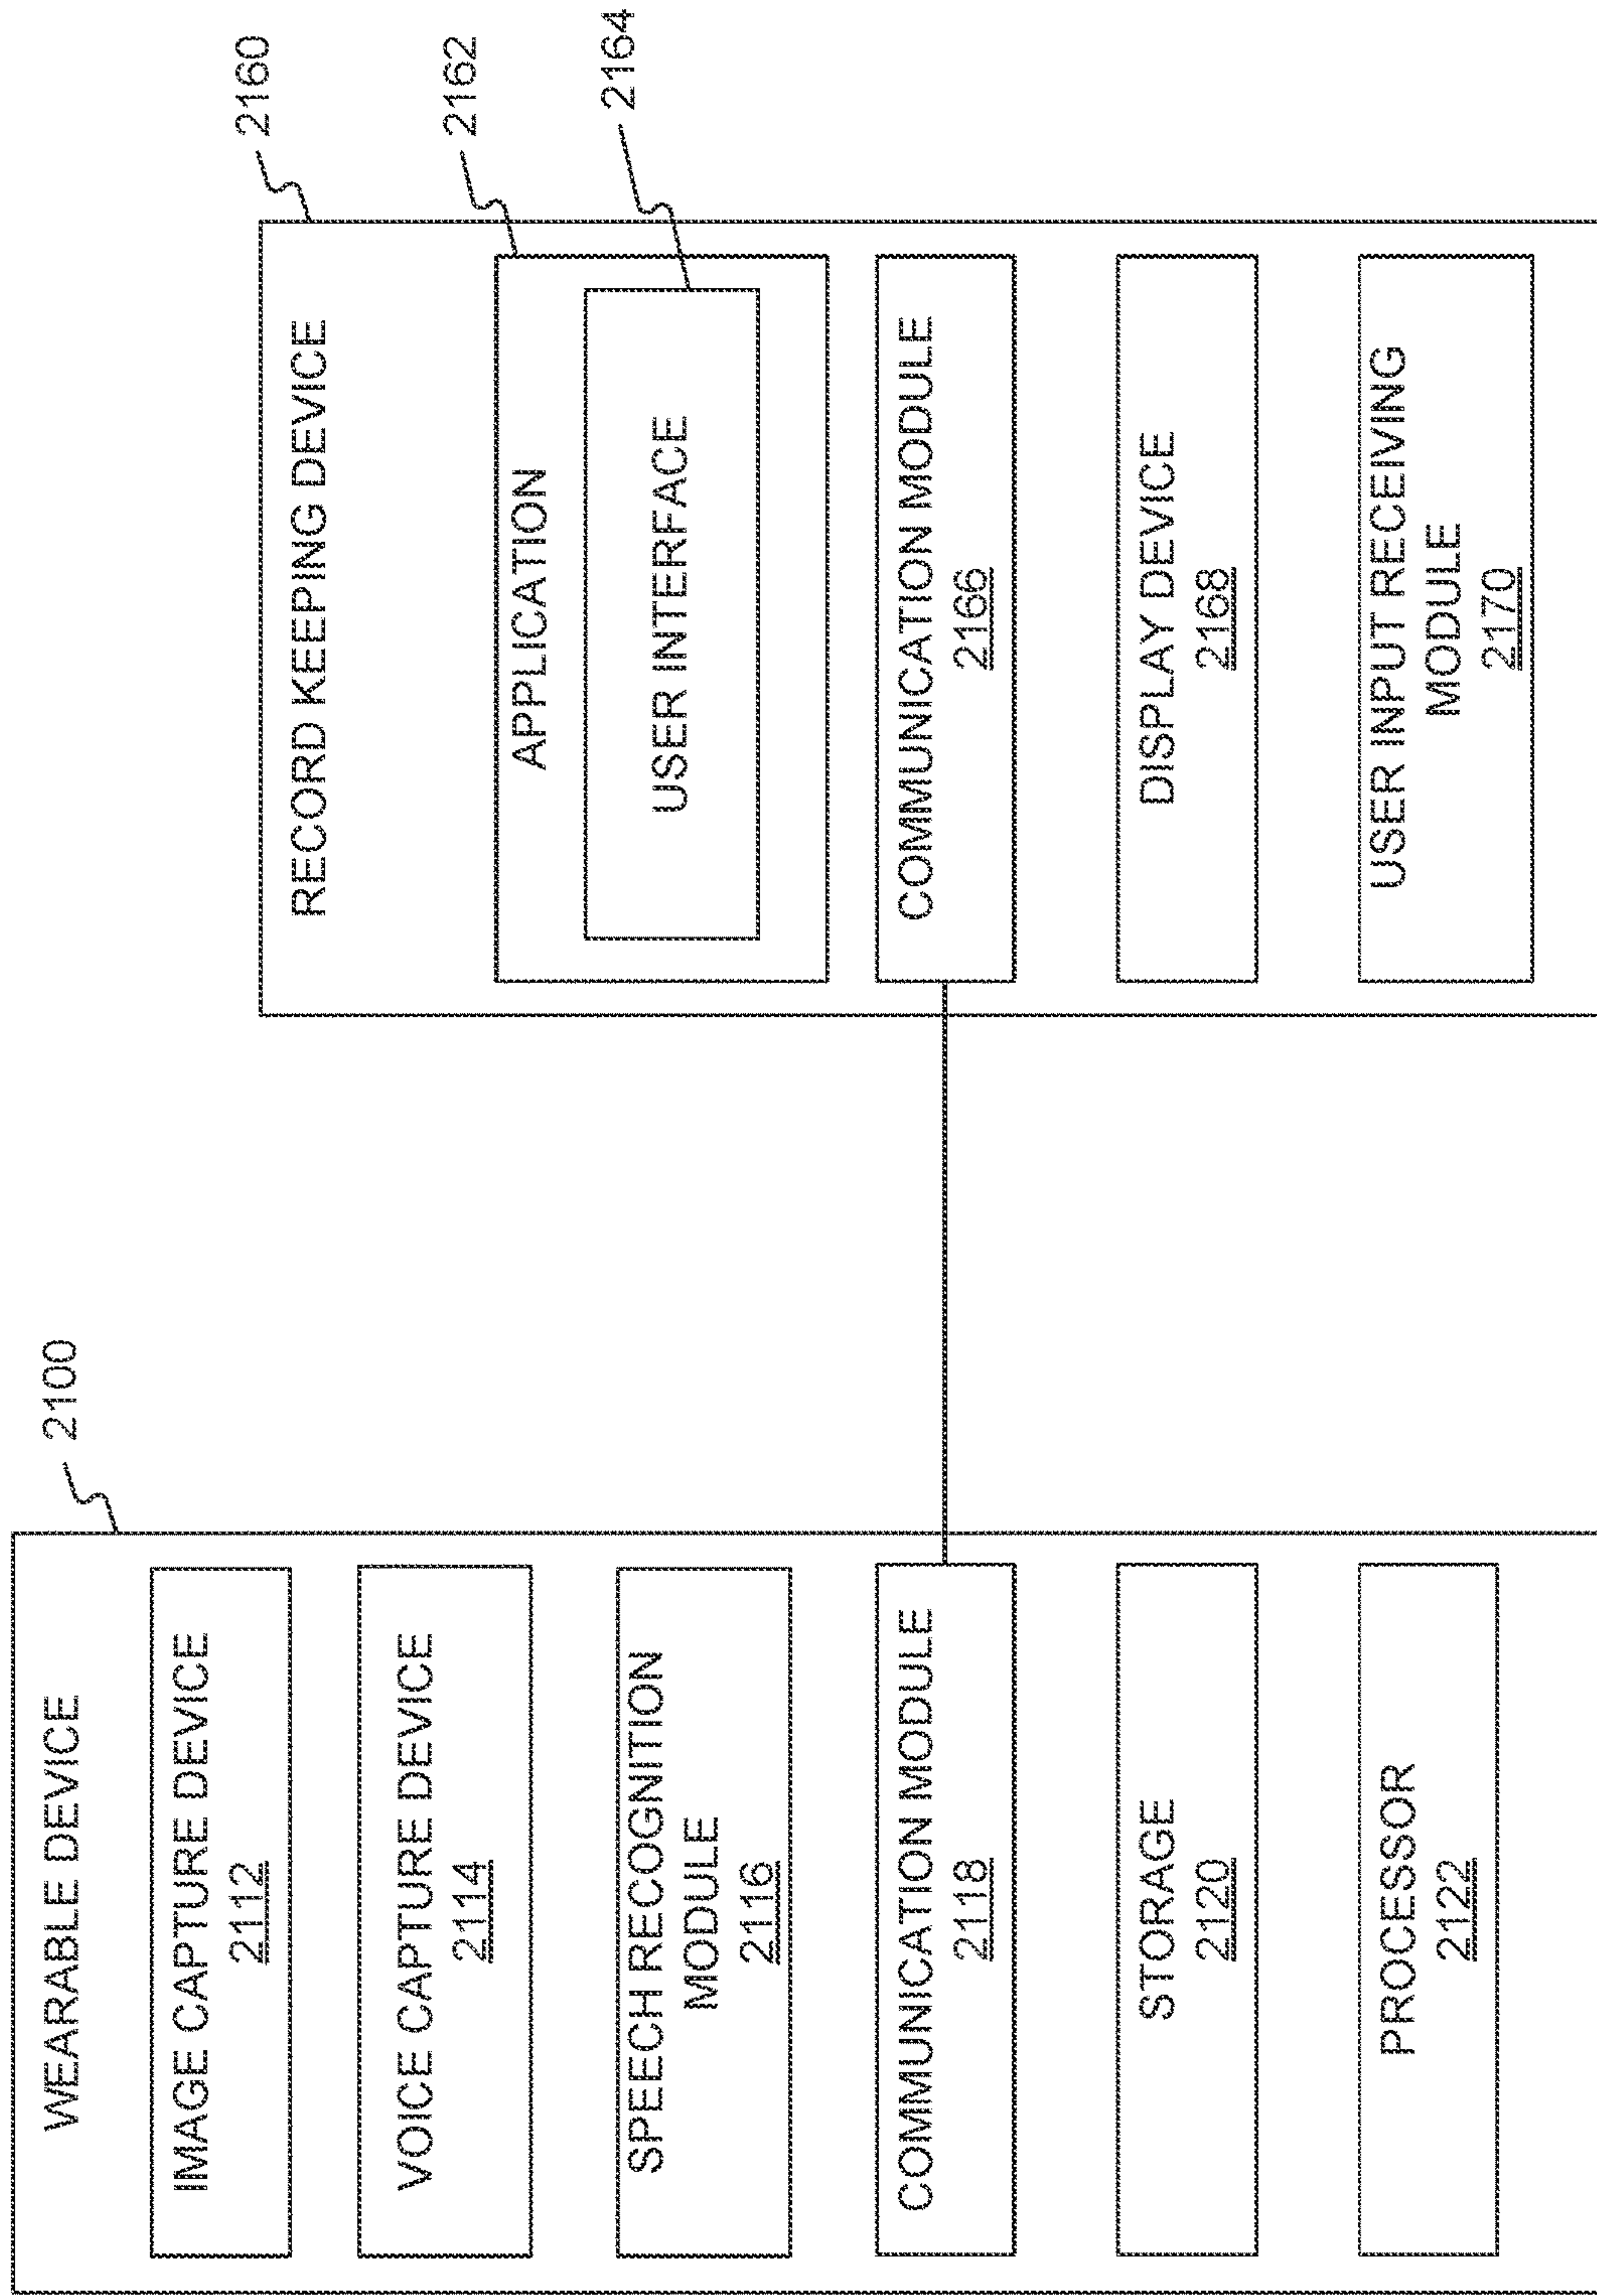 2100
WEARABLE DEVICE
IMAGE CAPTURE DEVICE
2112
VOICE CAPTURE DEVICE
2114
SPEECH RECOGNITION
MODULE
2116
COMMUNICATION MODULE
2118
STORAGE
2120
PROCESSOR
2122
2160
RECORD KEEPING DEVICE
2162
APPLICATION
2164
USER INTERFACE
COMMUNICATION MODULE
2166
DISPLAY DEVICE
2168
USER INPUT RECEIVING
MODULE
2170